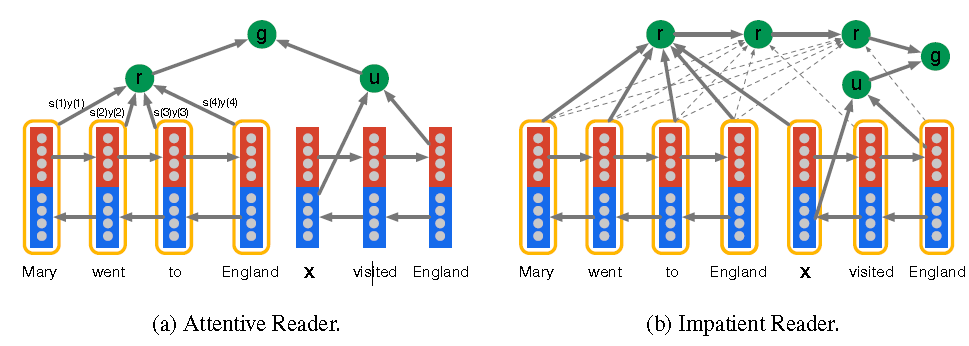 g
r
u
s(1)y(1)
s(2)y(2)
s(3)y(3)
s(4)y(4)
Mary went to England X visited England
(a) Attentive Reader.
r r r
g
u
Mary went to England X visited England
(b) Impatient Reader.